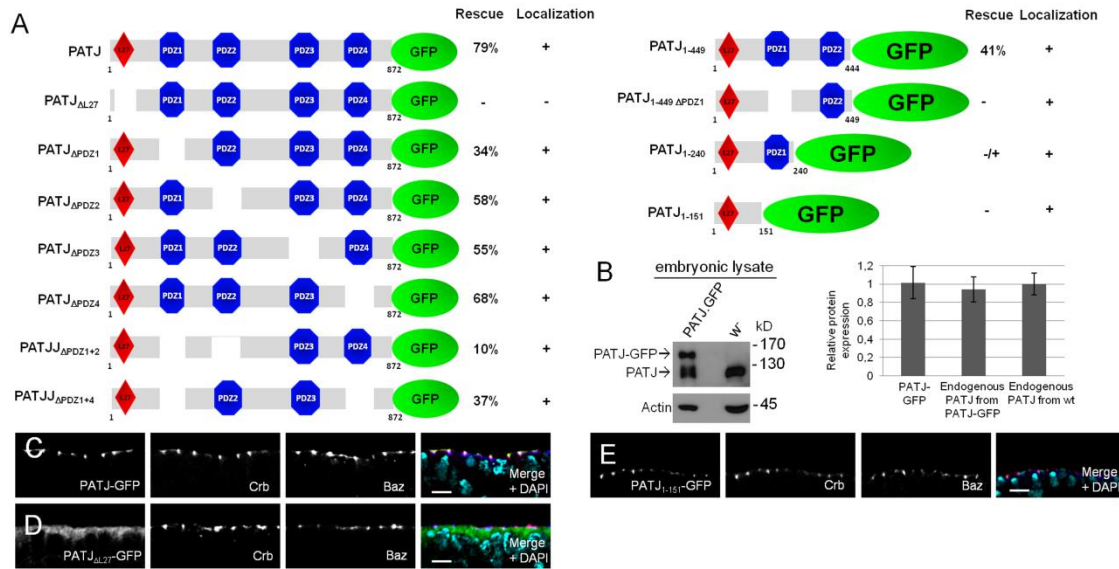 A
Rescue Localization
PATJ L27 PDZ1 PDZ2 PDZ3 PDZ4 GFP 79% +
1 872
PATJΔL27 PDZ1 PDZ2 PDZ3 PDZ4 GFP - -
1 872
PATJΔPDZ1 L27 PDZ2 PDZ3 PDZ4 GFP 34% +
1 872
PATJΔPDZ2 L27 PDZ1 PDZ3 PDZ4 GFP 58% +
1 872
PATJΔPDZ3 L27 PDZ1 PDZ2 PDZ4 GFP 55% +
1 872
PATJΔPDZ4 L27 PDZ1 PDZ2 PDZ3 GFP 68% +
1 872
PATJJΔPDZ1+2 L27 PDZ3 PDZ4 GFP 10% +
1 872
PATJJΔPDZ1+4 L27 PDZ2 PDZ3 GFP 37% +
1 872
Rescue Localization
PATJ1-449 L27 PDZ1 PDZ2 GFP 41% +
1 444
PATJ1-449 ΔPDZ1 L27 PDZ2 GFP - +
1 449
PATJ1-240 L27 PDZ1 GFP -/+ +
1 240
PATJ1-151 L27 GFP - +
1 151
B
embryonic lysate
PATJ.GFP
w-
kD
PATJ-GFP→ - 170
PATJ→ - 130
Actin - 45
Relative protein expression
1,2
1
0,8
0,6
0,4
0,2
0
PATJ-GFP
Endogenous PATJ from PATJ-GFP
Endogenous PATJ from wt
C
PATJ-GFP Crb Baz Merge + DAPI
D
PATJΔL27-GFP Crb Baz Merge + DAPI
E
PATJ1-151-GFP Crb Baz Merge + DAPI